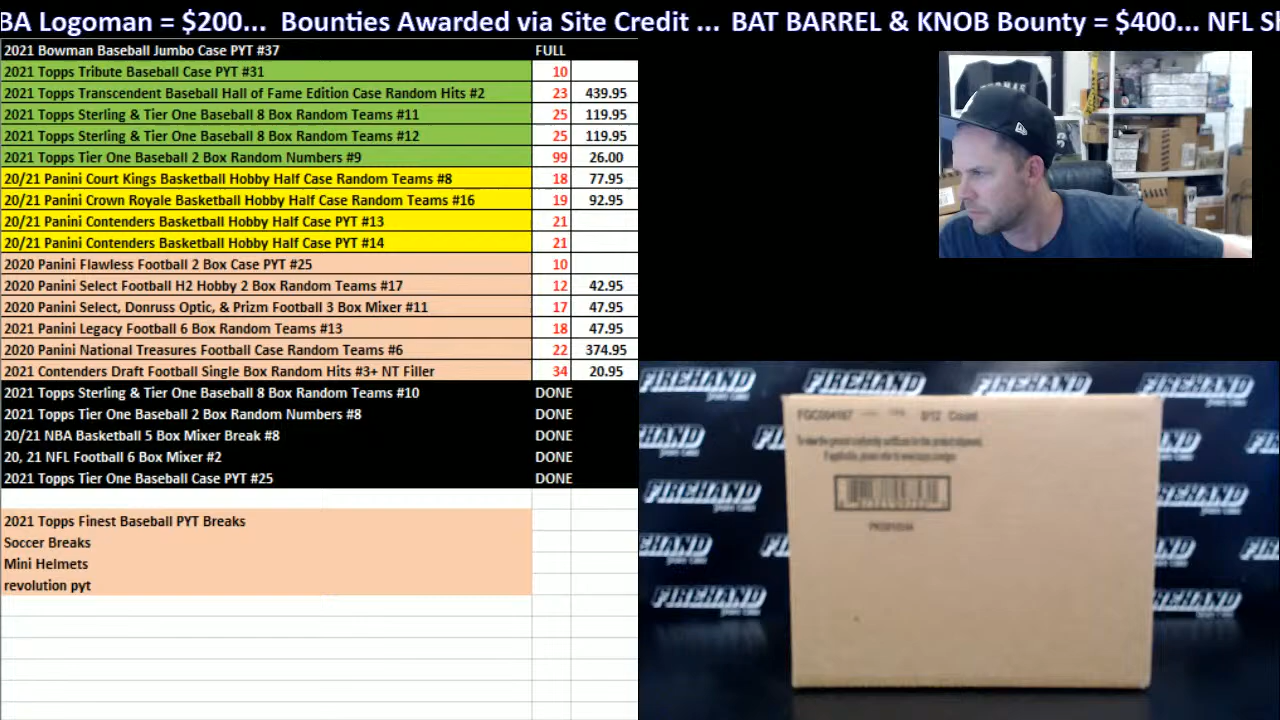 BA Logoman = $200... Bounties Awarded via Site Credit ... BAT BARREL & KNOB Bounty = $400... NFL SH
2021 Bowman Baseball Jumbo Case PYT #37 FULL
2021 Topps Tribute Baseball Case PYT #31 10
2021 Topps Transcendent Baseball Hall of Fame Edition Case Random Hits #2 23 439.95
2021 Topps Sterling & Tier One Baseball 8 Box Random Teams #11 25 119.95
2021 Topps Sterling & Tier One Baseball 8 Box Random Teams #12 25 119.95
2021 Topps Tier One Baseball 2 Box Random Numbers #9 99 26.00
20/21 Panini Court Kings Basketball Hobby Half Case Random Teams #8 18 77.95
20/21 Panini Crown Royale Basketball Hobby Half Case Random Teams #16 19 92.95
20/21 Panini Contenders Basketball Hobby Half Case PYT #13 21
20/21 Panini Contenders Basketball Hobby Half Case PYT #14 21
2020 Panini Flawless Football 2 Box Case PYT #25 10
2020 Panini Select Football H2 Hobby 2 Box Random Teams #17 12 42.95
2020 Panini Select, Donruss Optic, & Prizm Football 3 Box Mixer #11 17 47.95
2021 Panini Legacy Football 6 Box Random Teams #13 18 47.95
2020 Panini National Treasures Football Case Random Teams #6 22 374.95
2021 Contenders Draft Football Single Box Random Hits #3+ NT Filler 34 20.95
2021 Topps Sterling & Tier One Baseball 8 Box Random Teams #10 DONE
2021 Topps Tier One Baseball 2 Box Random Numbers #8 DONE
20/21 NBA Basketball 5 Box Mixer Break #8 DONE
20, 21 NFL Football 6 Box Mixer #2 DONE
2021 Topps Tier One Baseball Case PYT #25 DONE
2021 Topps Finest Baseball PYT Breaks
Soccer Breaks
Mini Helmets
revolution pyt
FIREHAND
FIREHAND
FIREHAND
FIREHAND
Count